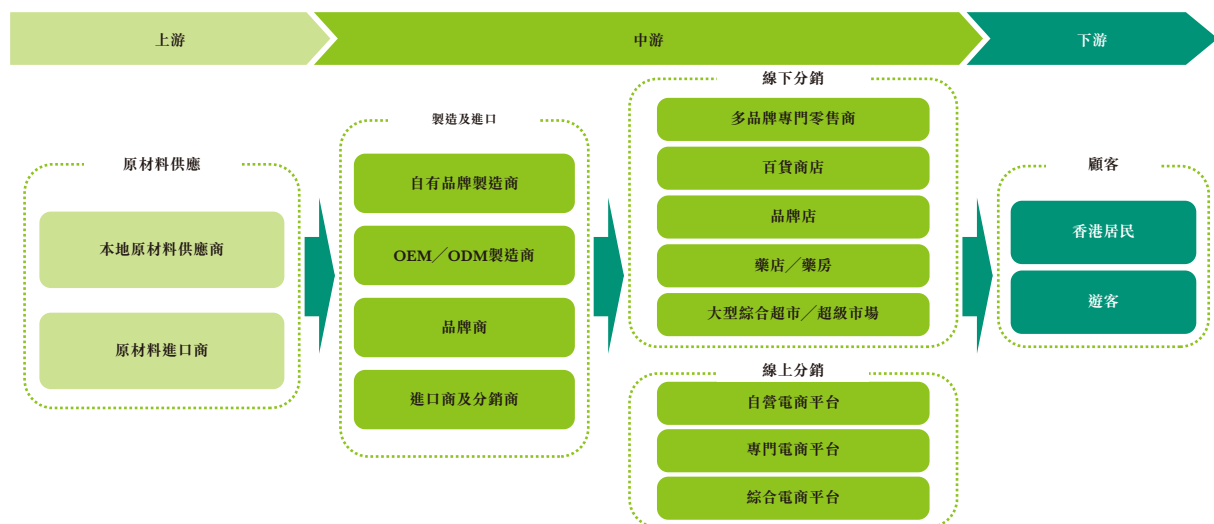 上游
中游
下游
原材料供應
本地原材料供應商
原材料進口商
製造及進口
自有品牌製造商
OEM／ODM製造商
品牌商
進口商及分銷商
線下分銷
多品牌專門零售商
百貨商店
品牌店
藥店／藥房
大型綜合超市／超級市場
線上分銷
自營電商平台
專門電商平台
綜合電商平台
顧客
香港居民
遊客